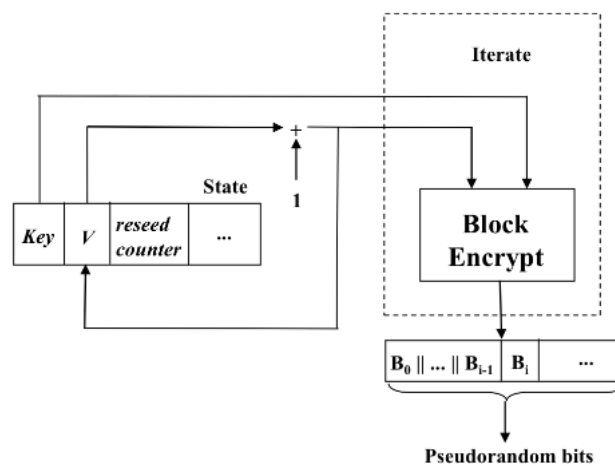 Iterate
+
1
State
Key V reseed counter ...
Block
Encrypt
B0 || ... || Bi-1 Bi ...
Pseudorandom bits